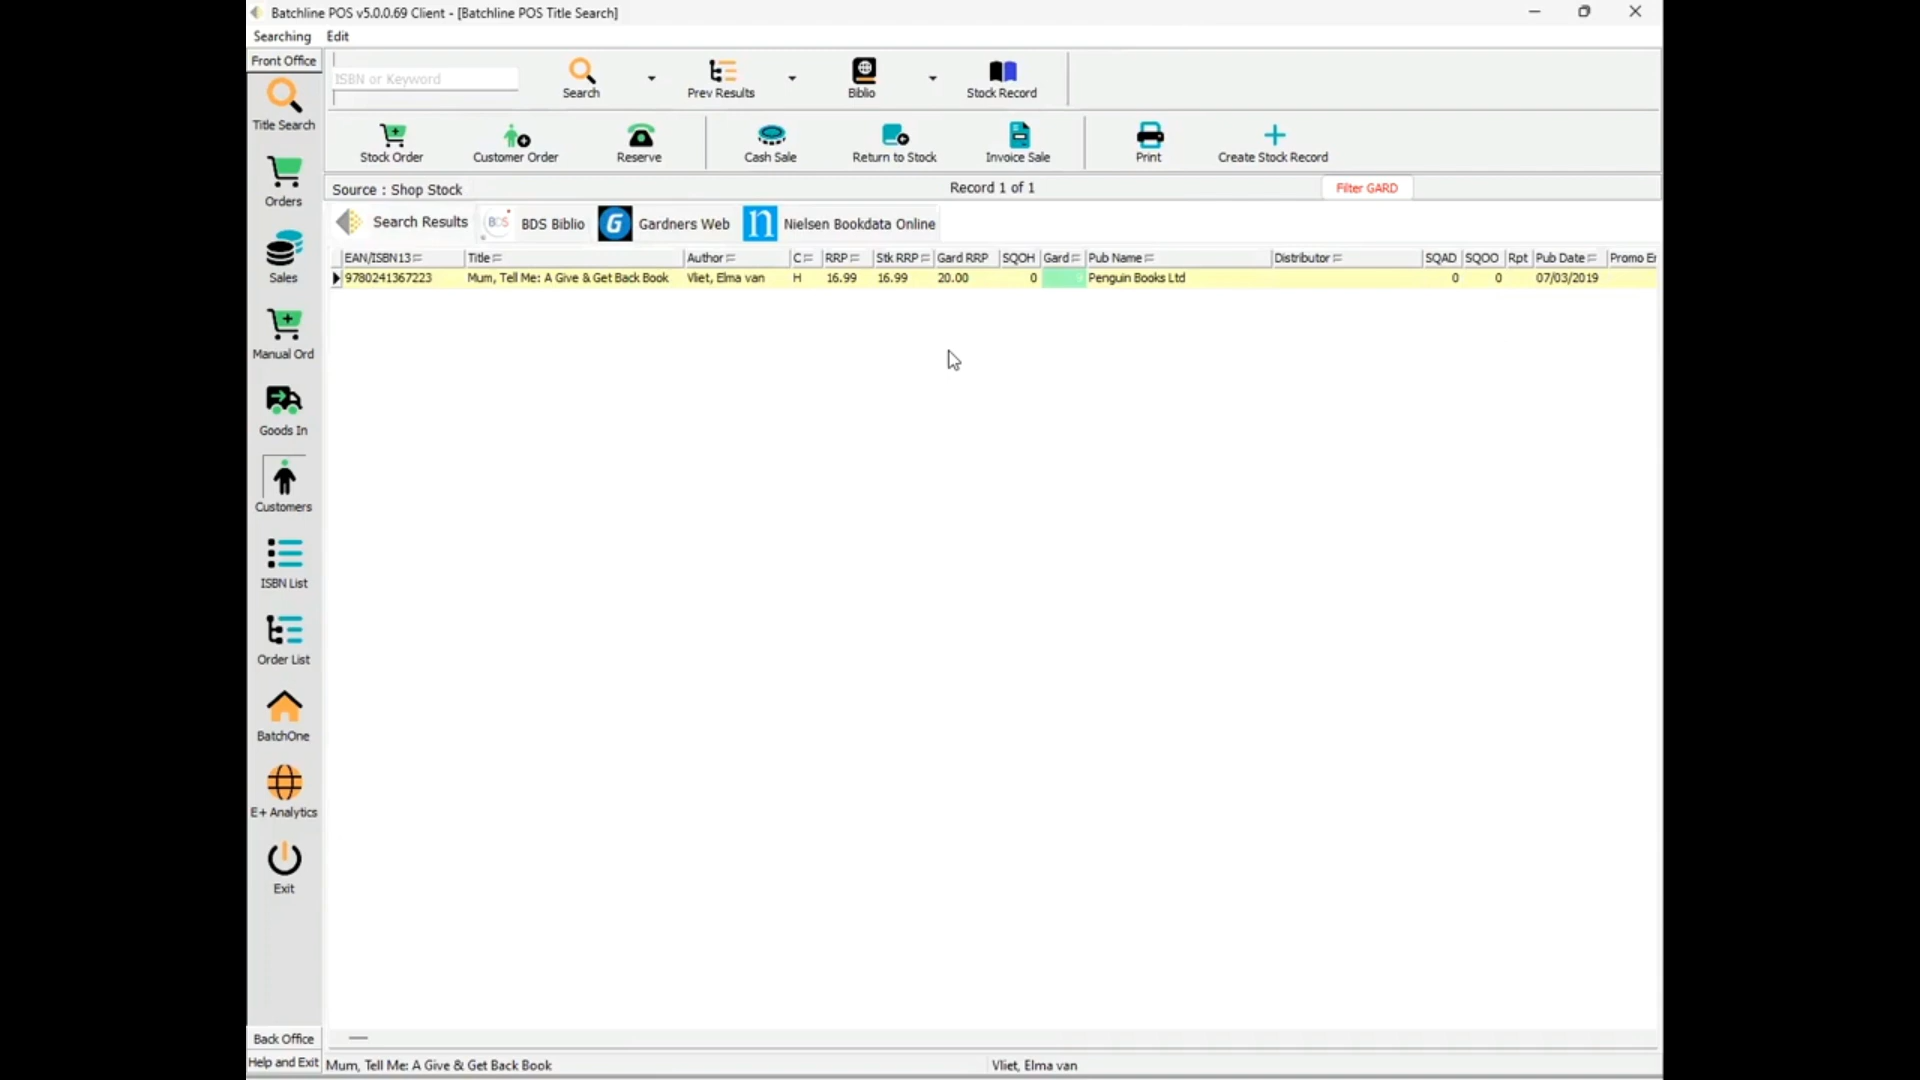 Batchline POS v5.0.0.69 Client - [Batchline POS Title Search]
Searching Edit
Front Office
ISBN or Keyword
Search
Prev Results
Biblio
Stock Record
Title Search
Stock Order
Customer Order
Reserve
Cash Sale
Return to Stock
Invoice Sale
Print
Create Stock Record
Source : Shop Stock
Record 1 of 1
Filter GARD
Orders
Search Results
BDS
BDS Biblio
G
Gardners Web
n
Nielsen Bookdata Online
EAN/ISBN13 Title Author C RRP Stk RRP Gard RRP SQOH Gard Pub Name Distributor SQAD SQOO Rpt Pub Date Promo Er
9780241367223 Mum, Tell Me: A Give & Get Back Book Vliet, Elma van H 16.99 16.99 20.00 0 Penguin Books Ltd 0 0 07/03/2019
Sales
Manual Ord
Goods In
Customers
ISBN List
Order List
BatchOne
E+ Analytics
Exit
Back Office
Help and Exit
Mum, Tell Me: A Give & Get Back Book
Vliet, Elma van